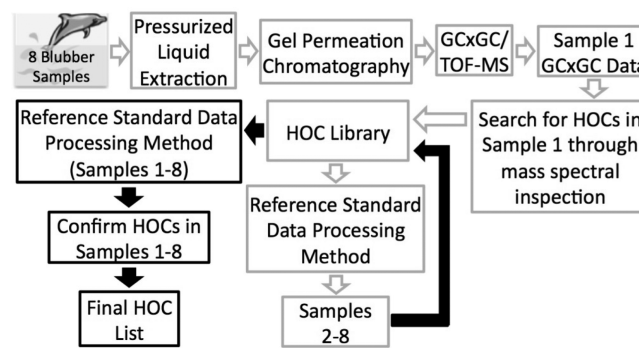 8 Blubber
Samples
Pressurized
Liquid
Extraction
Gel Permeation
Chromatography
GCxGC/
TOF-MS
Sample 1
GCxGC Data
Search for HOCs in
Sample 1 through
mass spectral
inspection
HOC Library
Reference Standard Data
Processing Method
(Samples 1-8)
Confirm HOCs in
Samples 1-8
Final HOC
List
Reference Standard
Data Processing
Method
Samples
2-8